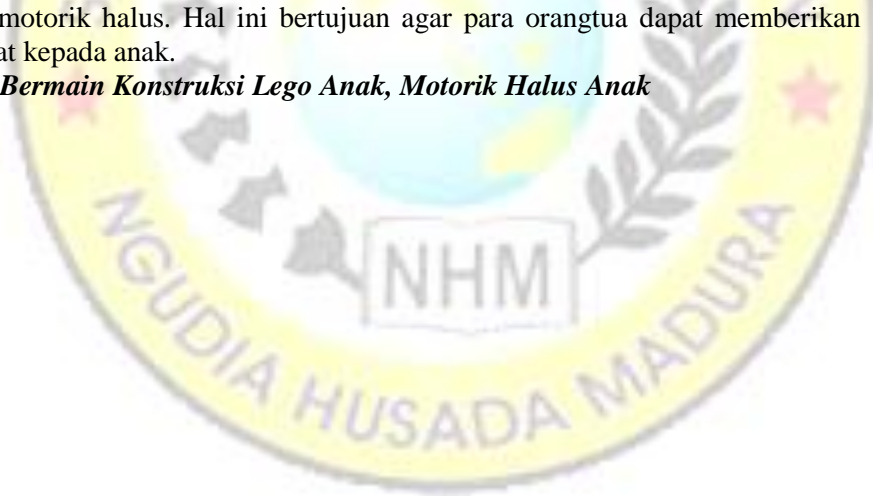 motorik halus. Hal ini bertujuan agar para orangtua dapat memberikan
at kepada anak.
Bermain Konstruksi Lego Anak, Motorik Halus Anak
NHM
NGUDIA HUSADA MADURA